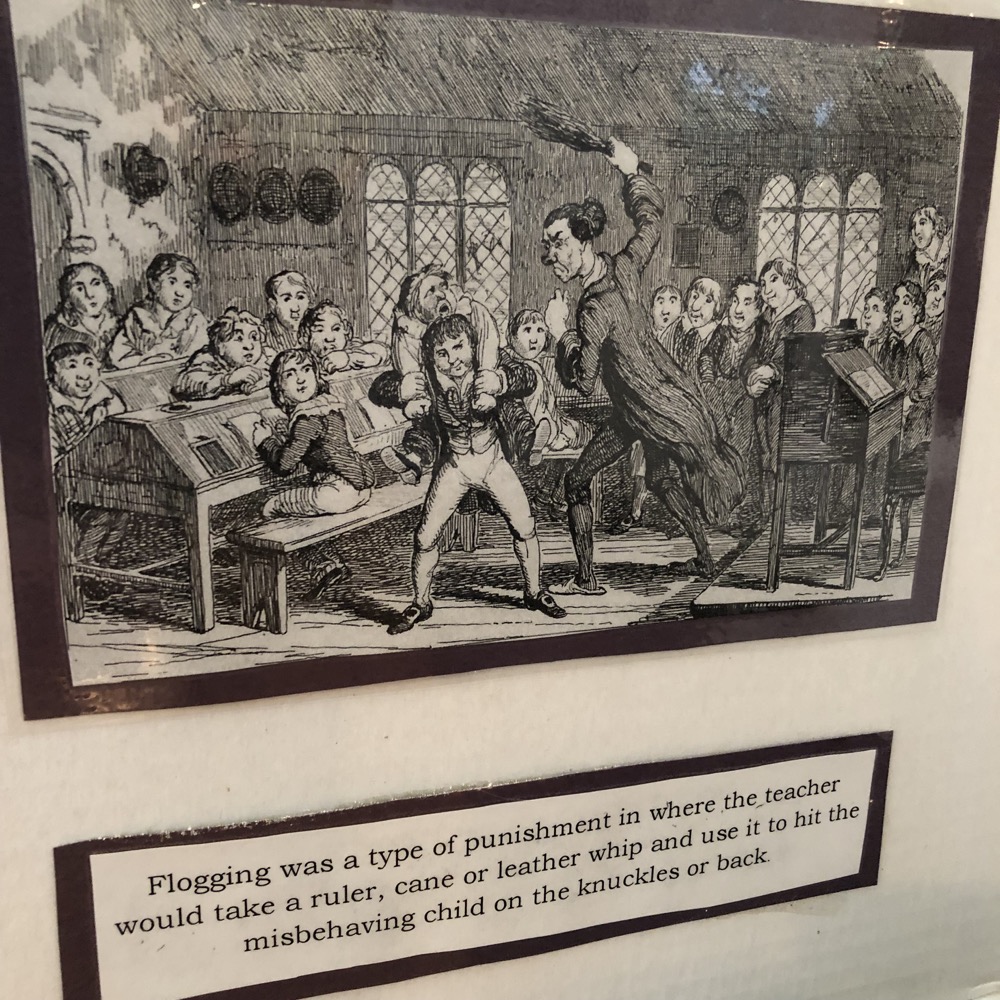 Flogging was a type of punishment in where the teacher
would take a ruler, cane or leather whip and use it to hit the
misbehaving child on the knuckles or back.